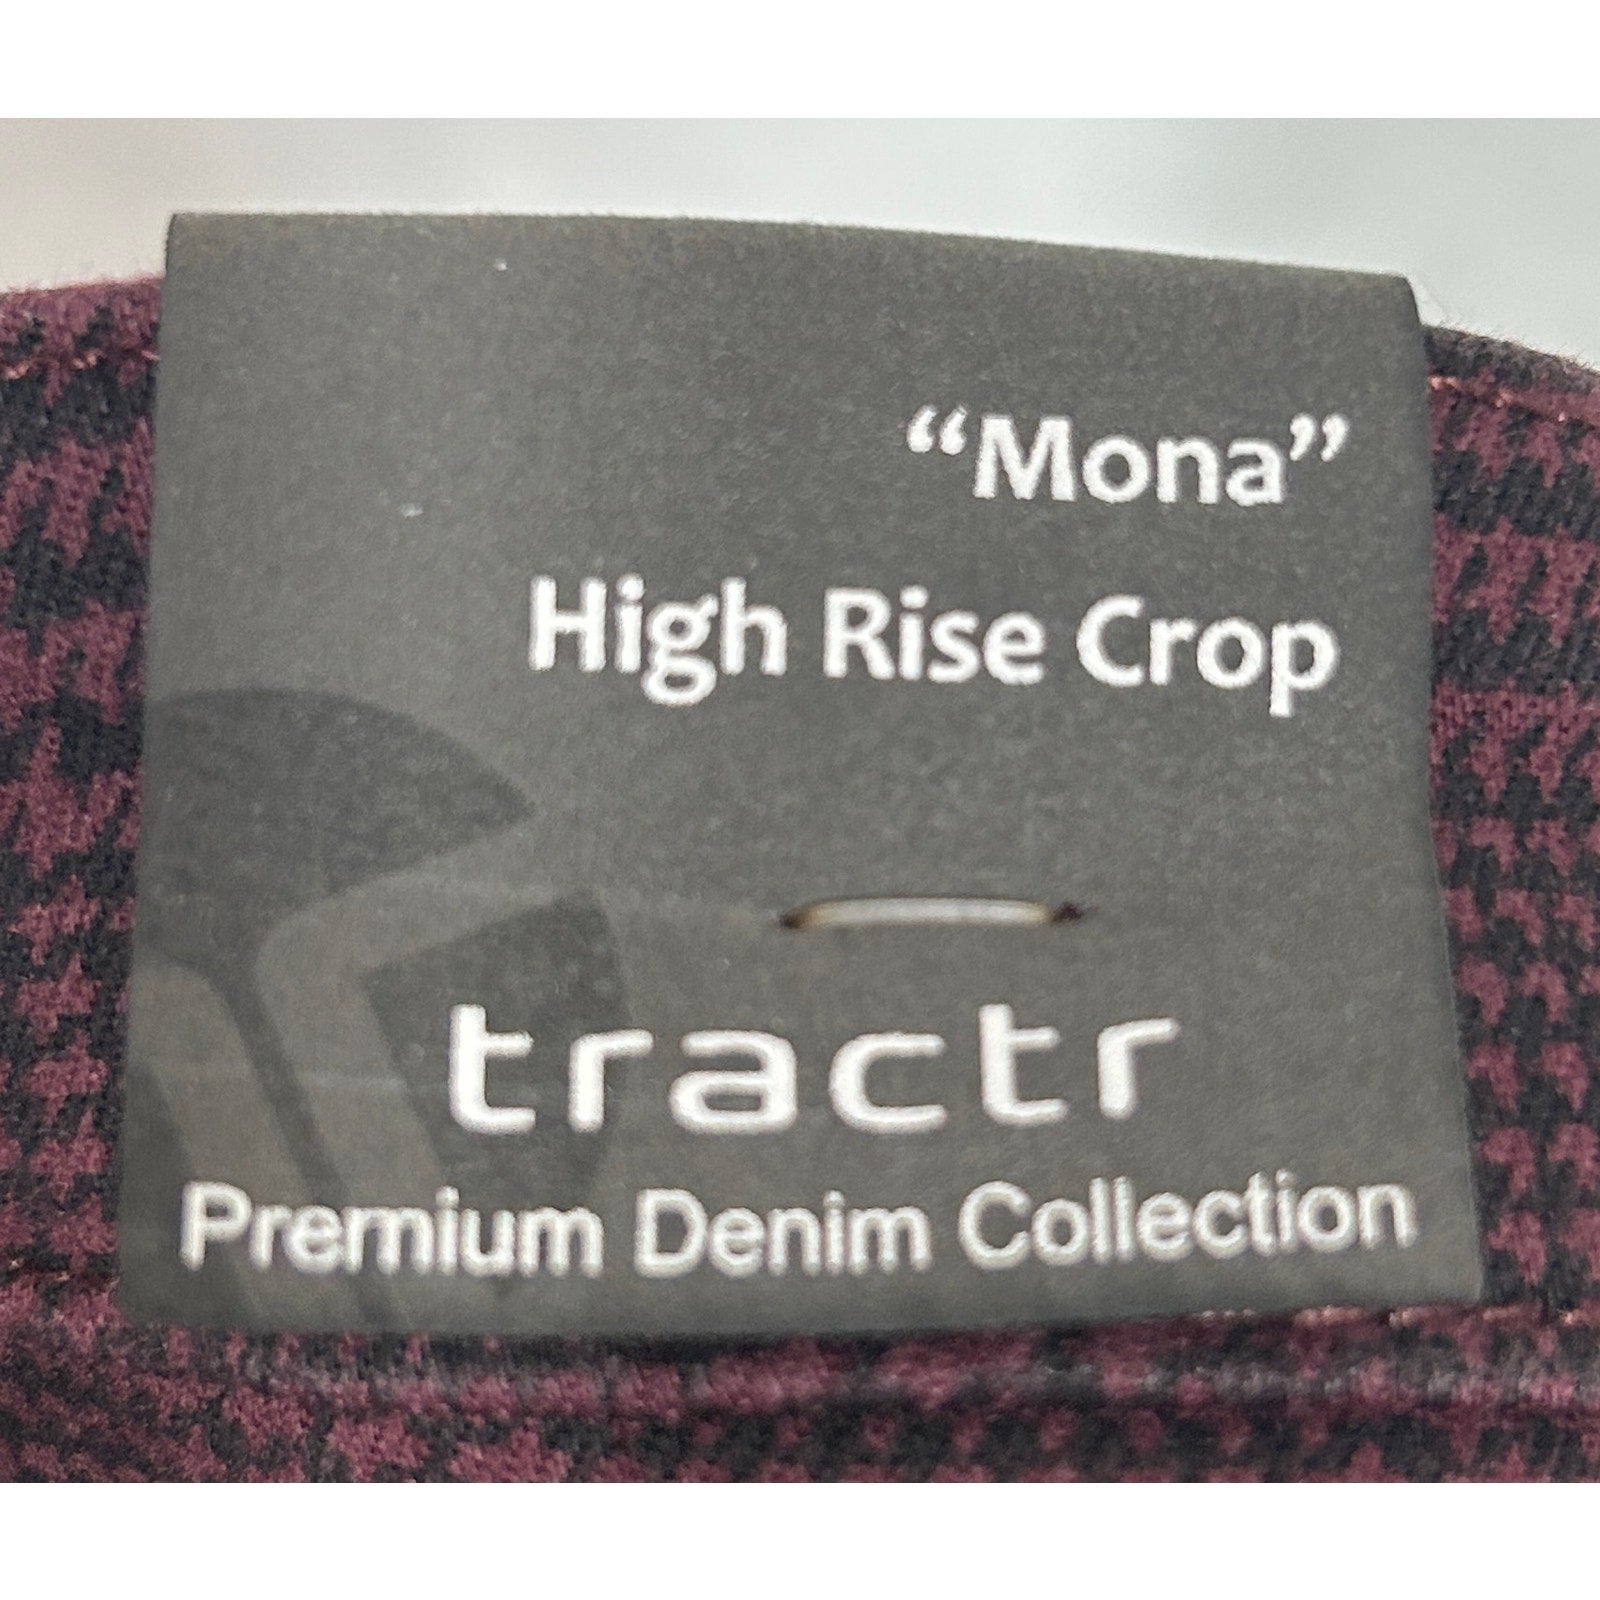 “Mona”
High Rise Crop
tractr
Premium Denim Collection